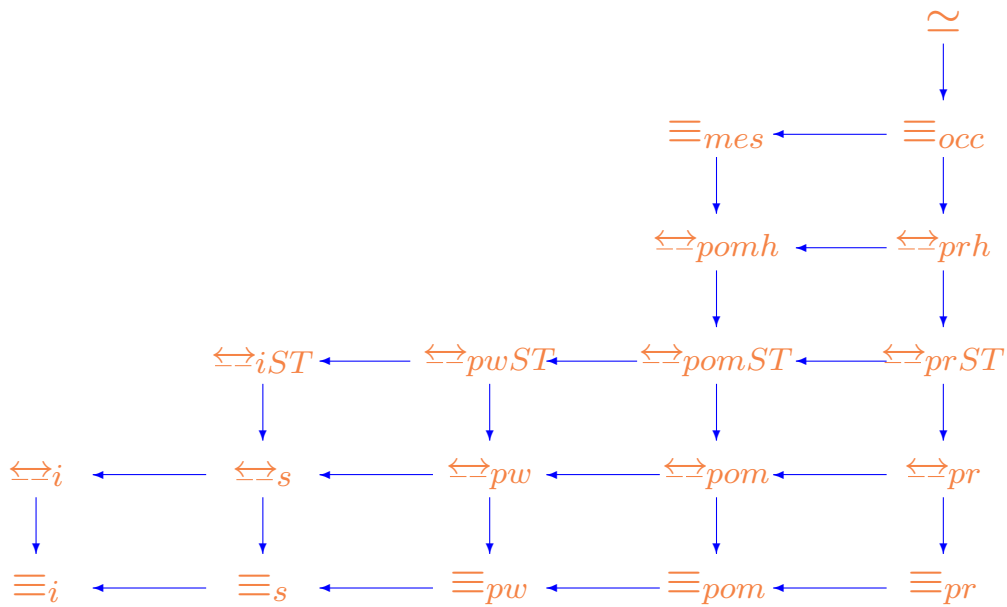 ≃
≡mes ≡occ
↔pomh ↔prh
↔iST ↔pwST ↔pomST ↔prST
↔i ↔s ↔pw ↔pom ↔pr
≡i ≡s ≡pw ≡pom ≡pr